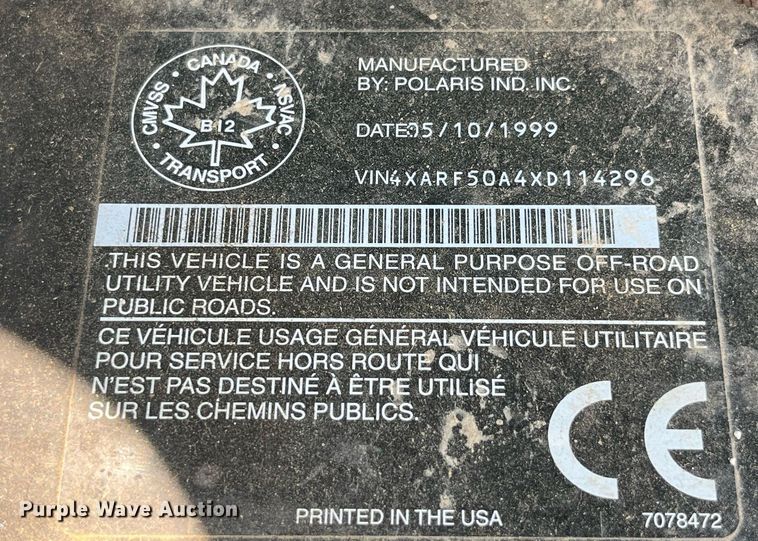 CANADA
CMVSS · NSVAC
B12
TRANSPORT
MANUFACTURED
BY: POLARIS IND. INC.
DATE: 05/10/1999
VIN 4XARF50A4XD114296
THIS VEHICLE IS A GENERAL PURPOSE OFF-ROAD
UTILITY VEHICLE AND IS NOT INTENDED FOR USE ON
PUBLIC ROADS.
CE VÉHICULE USAGE GÉNÉRAL VÉHICULE UTILITAIRE
POUR SERVICE HORS ROUTE QUI
N'EST PAS DESTINÉ À ÊTRE UTILISÉ
SUR LES CHEMINS PUBLICS.
CE
Purple Wave Auction
PRINTED IN THE USA
7078472